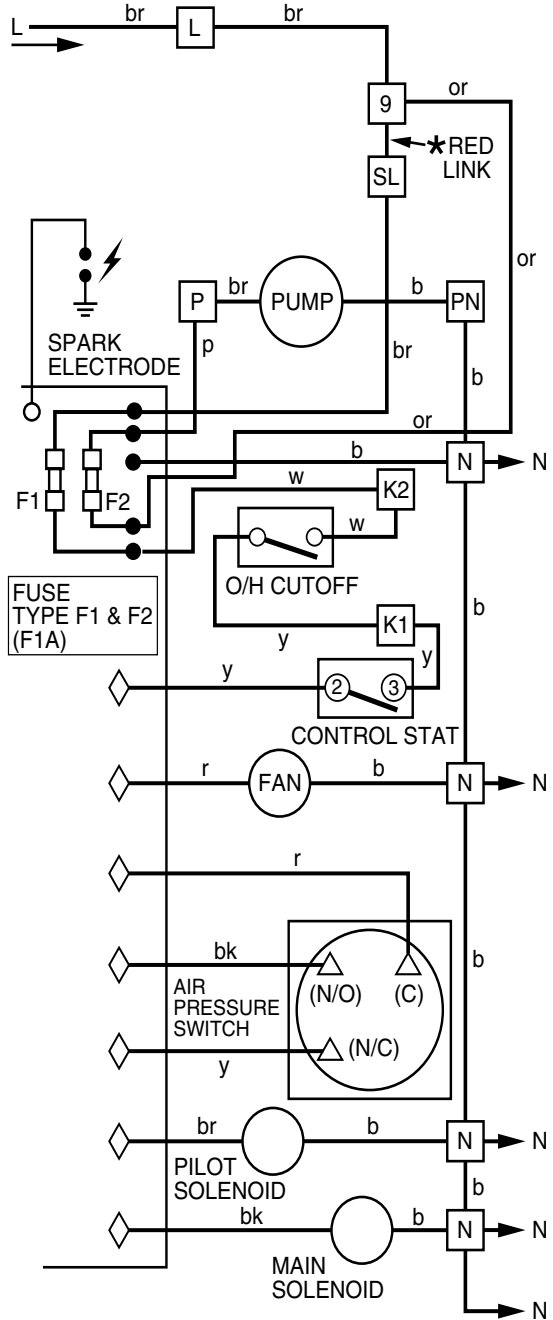 L
br
L
br
9
or
*RED
LINK
SL
or
SPARK
ELECTRODE
P
br
PUMP
b
PN
p
br
b
or
b
N
N
F1
F2
w
K2
w
O/H CUTOFF
FUSE
TYPE F1 & F2
(F1A)
y
K1
b
y
y
2
3
CONTROL STAT
r
FAN
b
N
N
r
bk
(N/O)
(C)
b
AIR
PRESSURE
SWITCH
(N/C)
y
br
b
N
N
PILOT
SOLENOID
b
bk
b
N
N
MAIN
SOLENOID
N